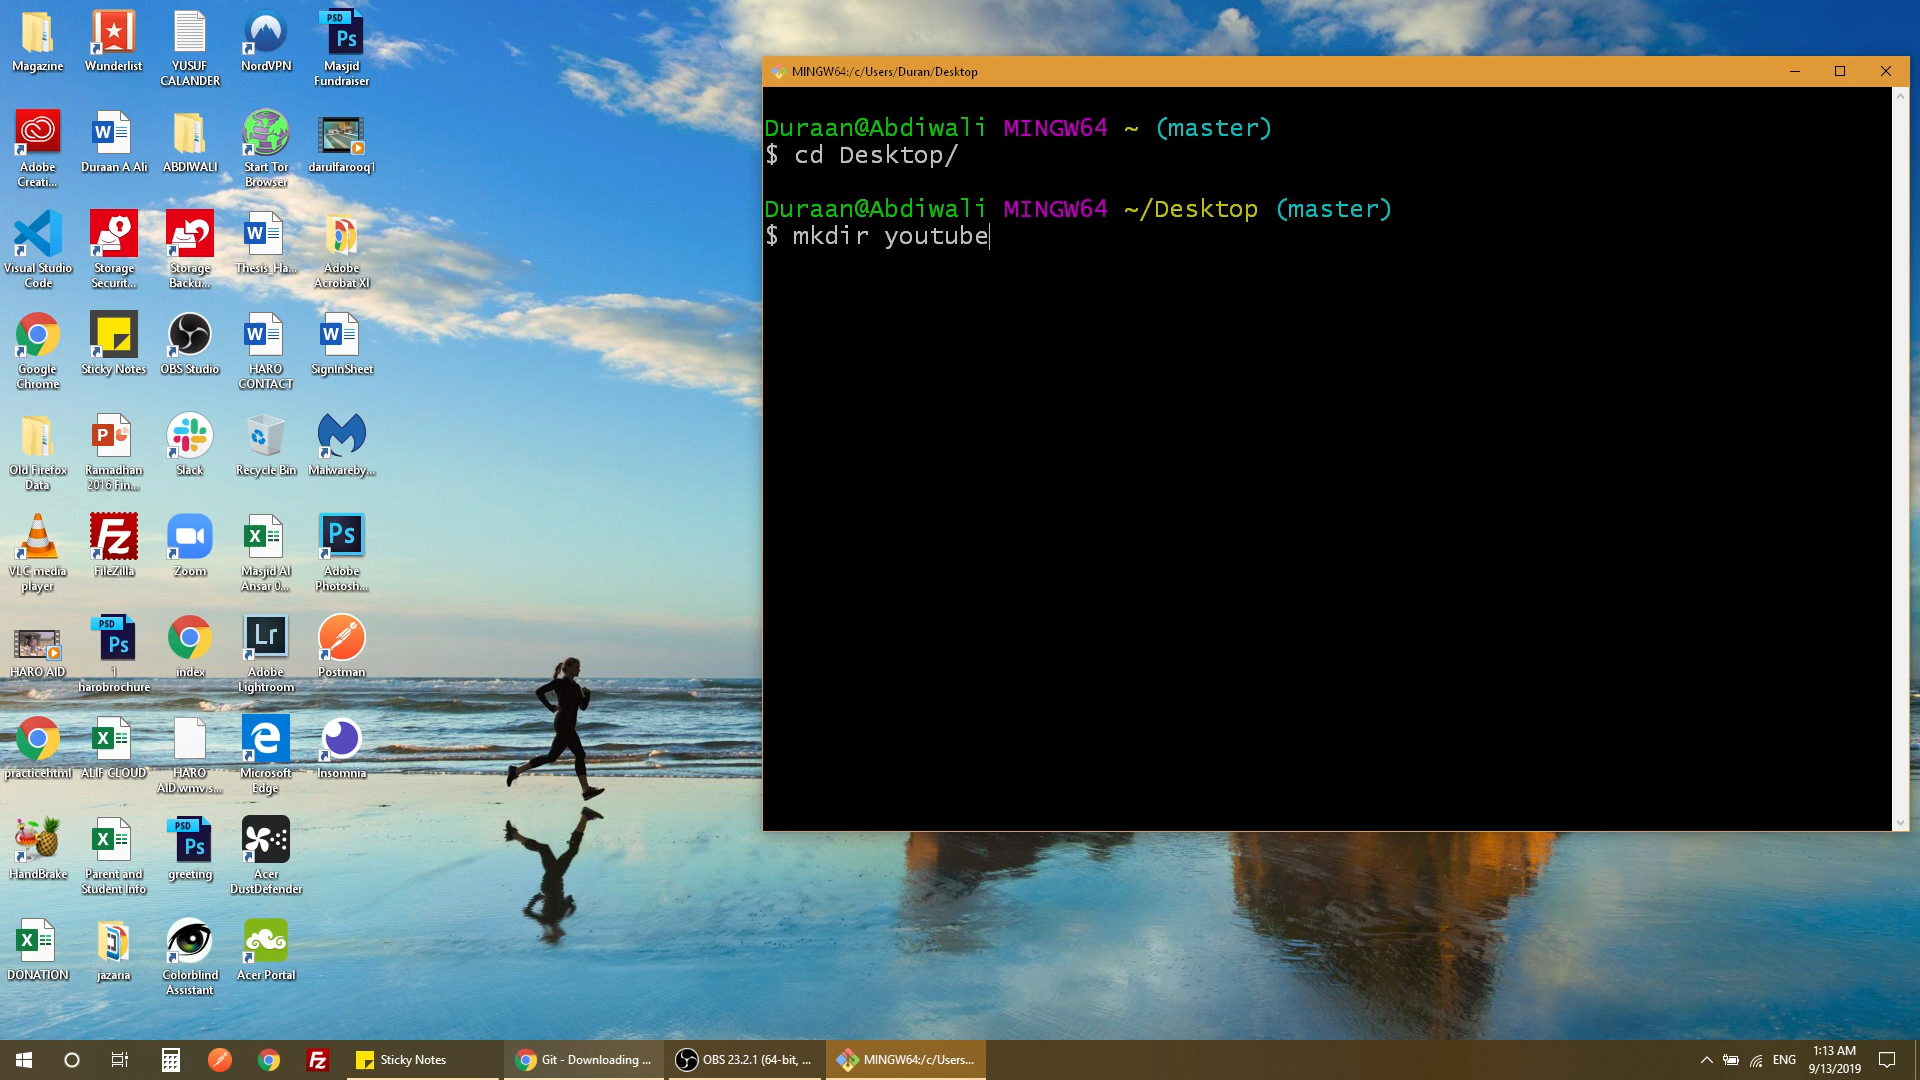 Magazine
Wunderlist
YUSUF
CALANDER
NordVPN
Masjid
Fundraiser
Adobe
Creati...
Duraan A Ali
ABDIWALI
Start Tor
Browser
darulfarooq1
Visual Studio
Code
Storage
Securit...
Storage
Backu...
Thesis_Ha...
Adobe
Acrobat XI
Google
Chrome
Sticky Notes
OBS Studio
HARO
CONTACT
SignInSheet
Old Firefox
Data
Ramadhan
2016 Fin...
Slack
Recycle Bin
Malwareby...
VLC media
player
FileZilla
Zoom
Masjid Al
Ansar 0...
Adobe
Photosh...
HARO AID
1
harobrochure
index
Adobe
Lightroom
Postman
practicehtml
ALIF CLOUD
HARO
AID.wmv.s...
Microsoft
Edge
Insomnia
HandBrake
Parent and
Student Info
greeting
Acer
DustDefender
DONATION
jazaria
Colorblind
Assistant
Acer Portal
MINGW64:/c/Users/Duran/Desktop
Duraan@Abdiwali MINGW64 ~ (master)
$ cd Desktop/
Duraan@Abdiwali MINGW64 ~/Desktop (master)
$ mkdir youtube
Sticky Notes
Git - Downloading ...
OBS 23.2.1 (64-bit, ...
MINGW64:/c/Users...
ENG
1:13 AM
9/13/2019